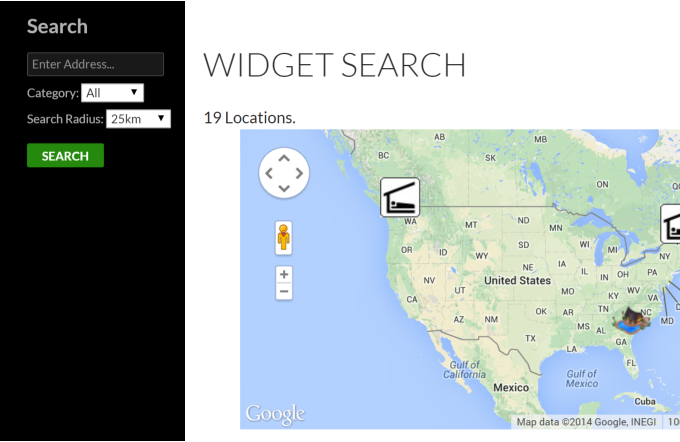 Search
Enter Address...
Category: All
Search Radius: 25km
SEARCH
WIDGET SEARCH
19 Locations.
AB
MB
BC
SK
ON
WA
MT
ND
MN
OR
ID
WY
SD
WI
MI
NY
NE
IA
NV
UT
United States
IL
IN
OH
PA
CA
MO
KY
WV
VA
AZ
NM
OK
AR
TN
NC
MD
MS
AL
TX
GA
LA
FL
Gulf of
California
Gulf of
Mexico
Mexico
Cuba
Google
Map data ©2014 Google, INEGI